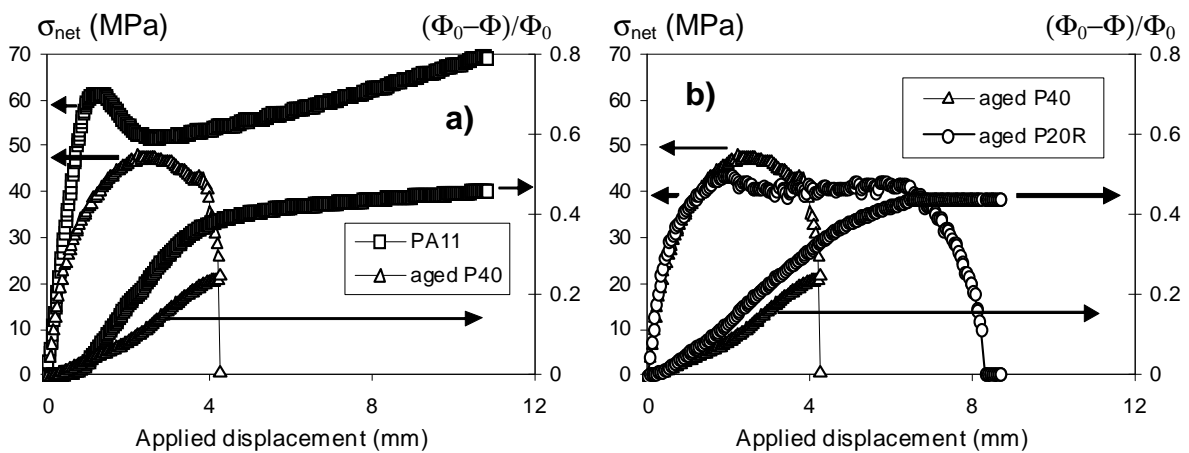 σnet (MPa) (Φ0–Φ)/Φ0
70
60
50
40
30
20
10
0
0.8
0.6
0.4
0.2
0
a)
PA11
aged P40
0 4 8 12
Applied displacement (mm)
σnet (MPa) (Φ0–Φ)/Φ0
70
60
50
40
30
20
10
0
0.8
0.6
0.4
0.2
0
b)
aged P40
aged P20R
0 4 8 12
Applied displacement (mm)